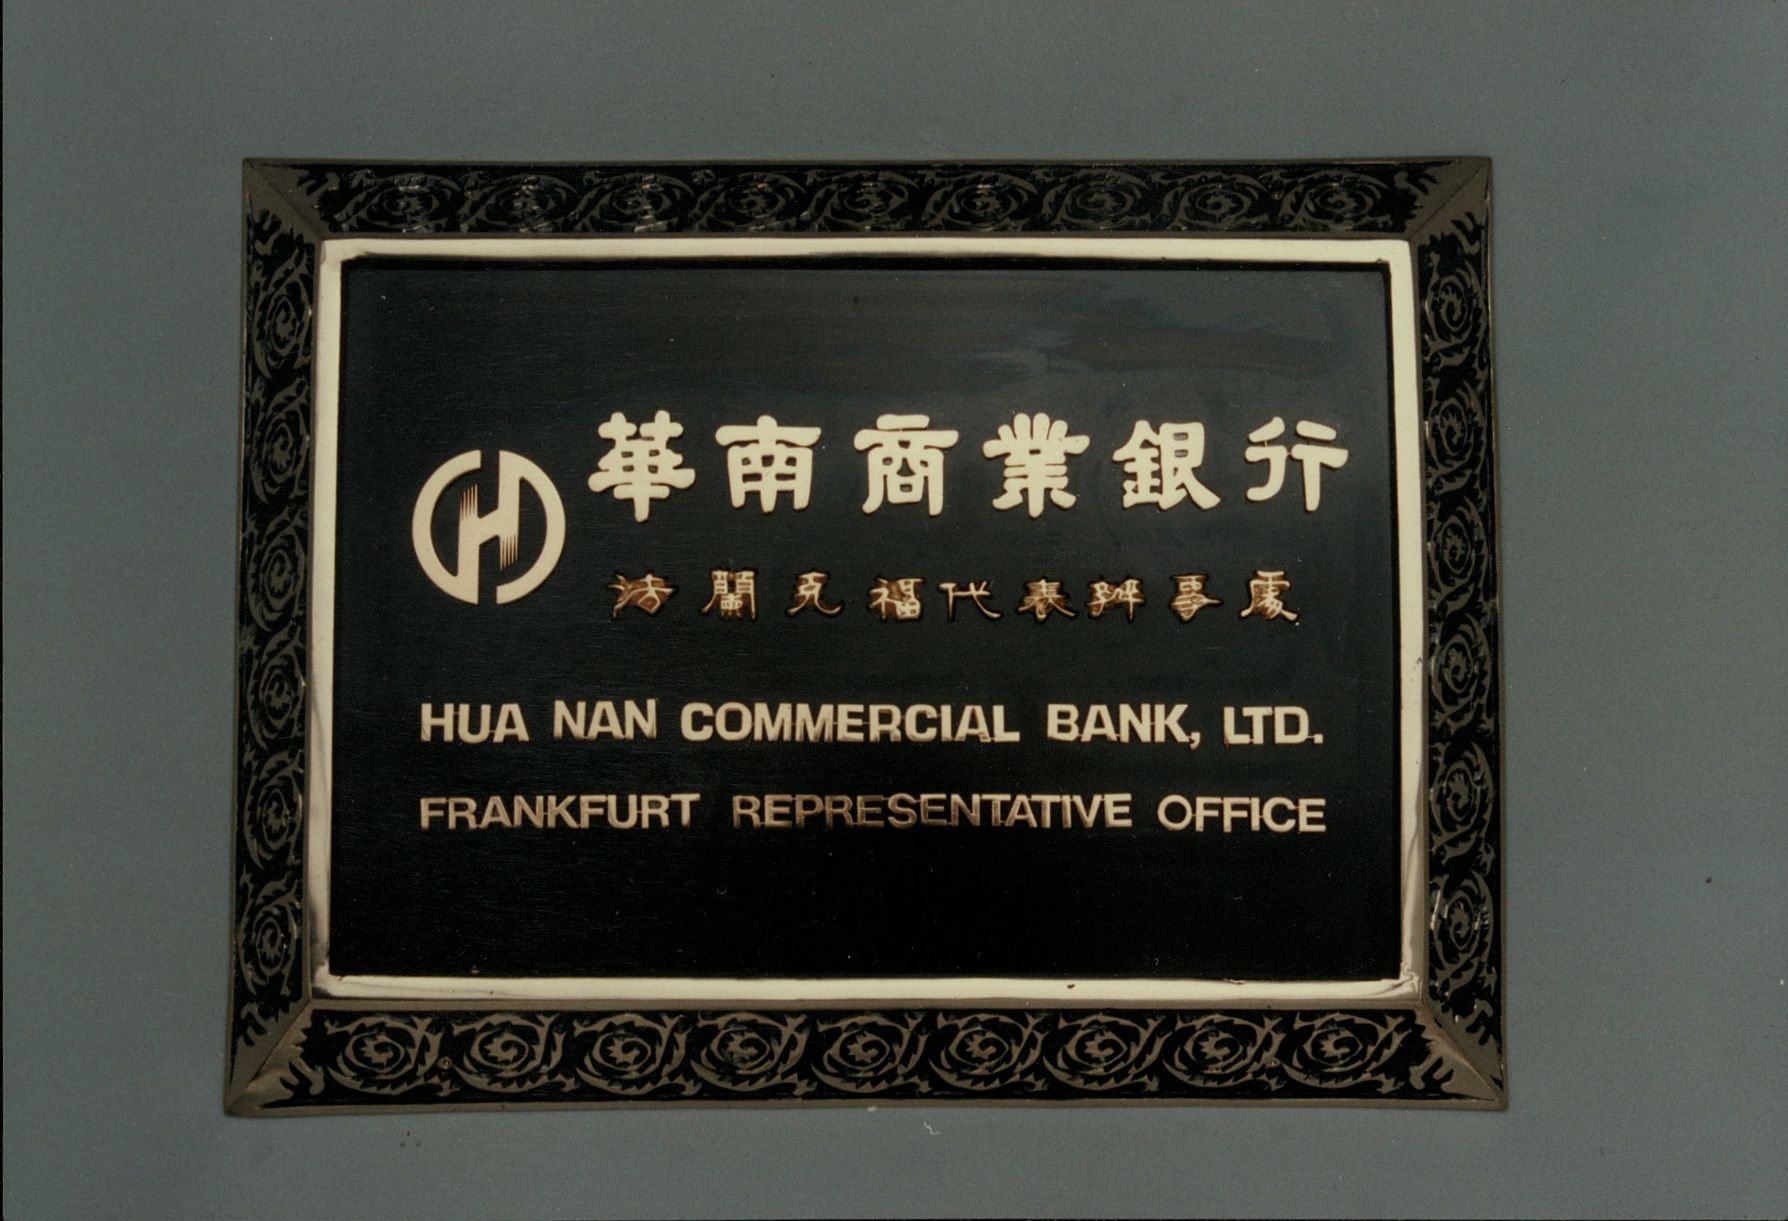 華南商業銀行
法蘭克福代表辦事處
HUA NAN COMMERCIAL BANK, LTD.
FRANKFURT REPRESENTATIVE OFFICE